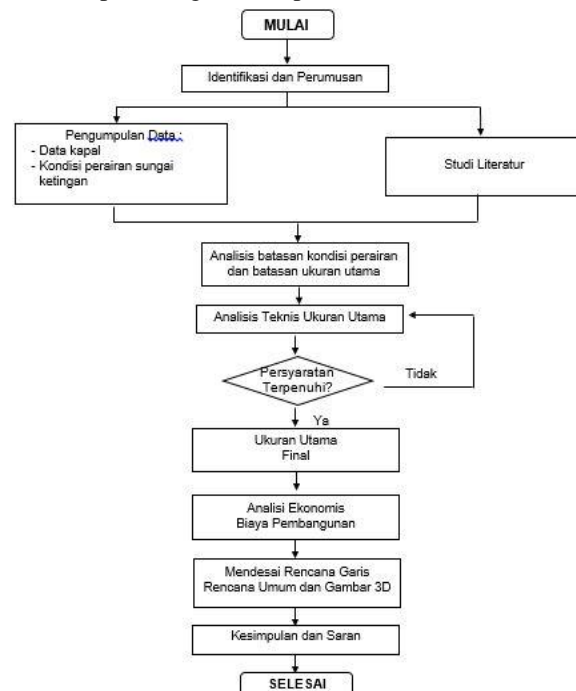 MULAI
Identifikasi dan Perumusan
Pengumpulan Data :
- Data kapal
- Kondisi perairan sungai
ketingan
Studi Literatur
Analisis batasan kondisi perairan
dan batasan ukuran utama
Analisis Teknis Ukuran Utama
Persyaratan
Terpenuhi?
Tidak
Ya
Ukuran Utama
Final
Analisi Ekonomis
Biaya Pembangunan
Mendesai Rencana Garis
Rencana Umum dan Gambar 3D
Kesimpulan dan Saran
SELESAI